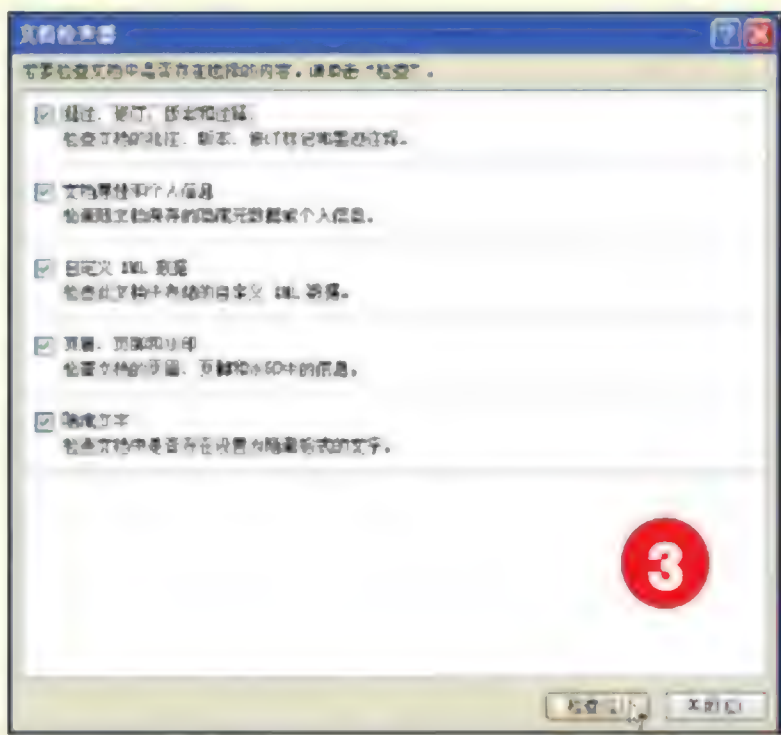 文档检查器
若要检查文档中是否存在选择的内容，请单击“检查”。
批注、修订、版本和注释
检查文档的批注、版本、修订标记和墨迹注释。
文档属性和个人信息
检查随文档保存的隐藏元数据或个人信息。
自定义 XML 数据
检查此文档中存储的自定义 XML 数据。
页眉、页脚和水印
检查文档的页眉、页脚和水印中的信息。
隐藏文字
检查文档中是否存在设置为隐藏格式的文字。
3
检查(I) 关闭(C)